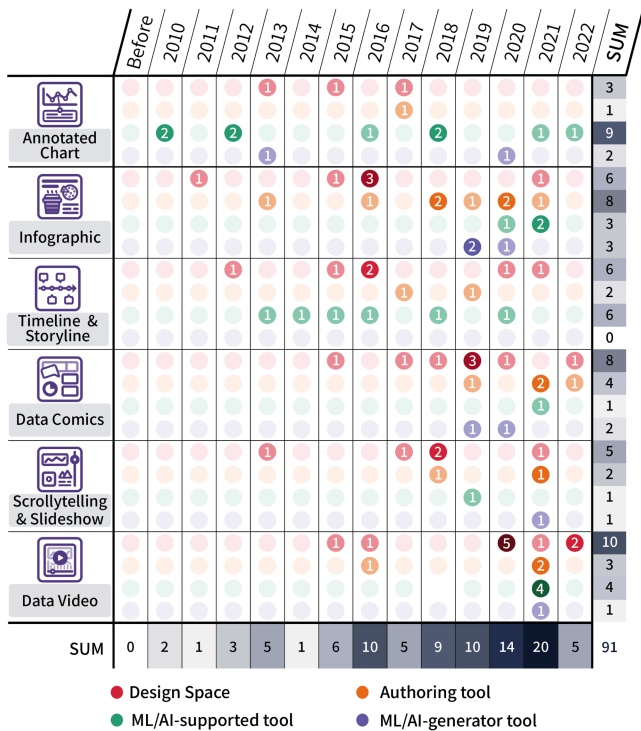 Before 2010 2011 2012 2013 2014 2015 2016 2017 2018 2019 2020 2021 2022 SUM
1 1 1 3
1 1
Annotated
Chart
2 2 1 2 1 1 9
1 1 2
1 1 3 1 6
1 1 2 1 2 1 8
Infographic
1 2 3
2 1 3
1 1 2 1 1 6
1 1 2
Timeline &
Storyline
1 1 1 1 1 1 6
0
1 1 1 3 1 1 8
1 2 1 4
Data Comics
1 1
1 1 2
1 1 2 1 5
1 1 2
Scrollytelling
& Slideshow
1 1
1 1
1 1 5 1 2 10
1 2 3
Data Video
4 4
1 1
SUM 0 2 1 3 5 1 6 10 5 9 10 14 20 5 91
Design Space Authoring tool
ML/AI-supported tool ML/AI-generator tool